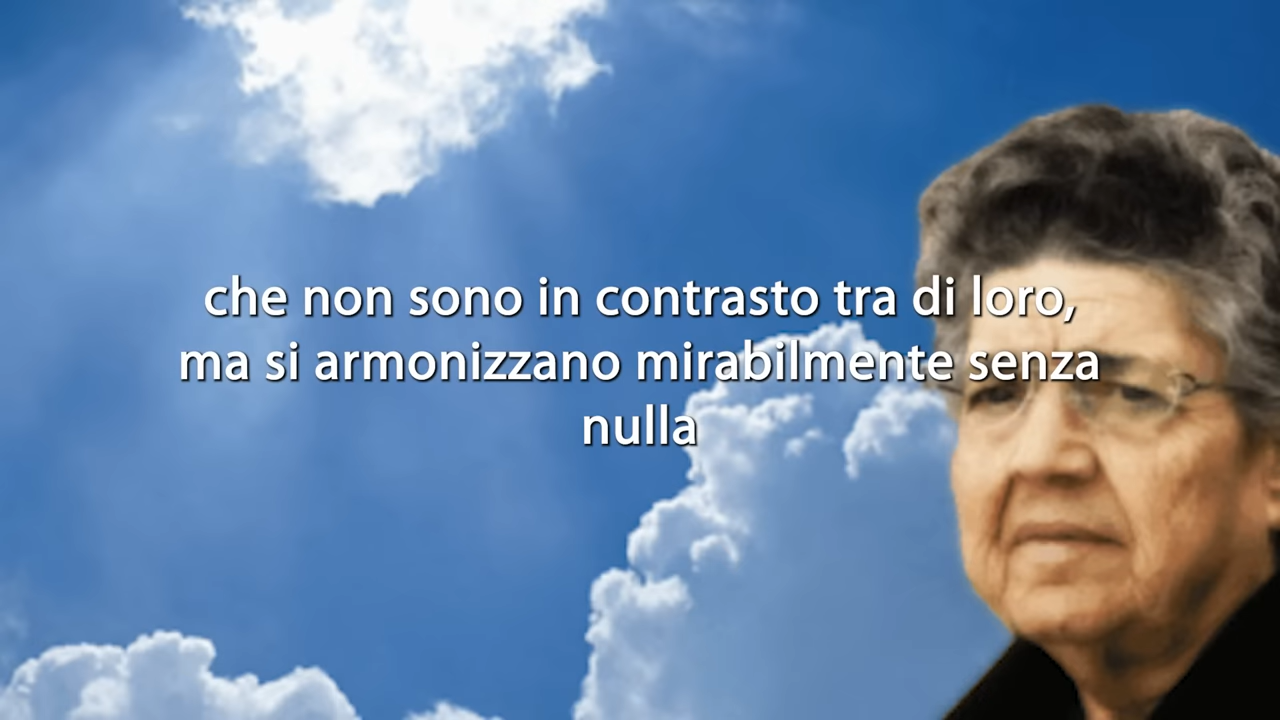 che non sono in contrasto tra di loro,
ma si armonizzano mirabilmente senza
nulla